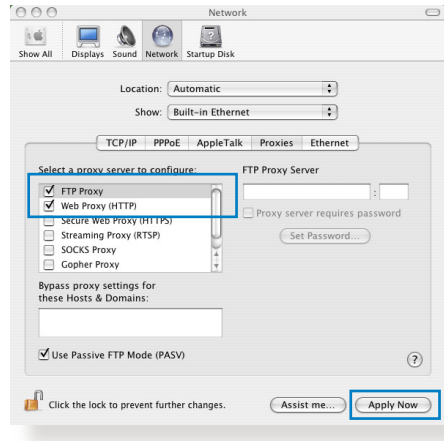 Network
Show All Displays Sound Network Startup Disk
Location: Automatic
Show: Built-in Ethernet
TCP/IP PPPoE AppleTalk Proxies Ethernet
Select a proxy server to configure:
FTP Proxy
Web Proxy (HTTP)
Secure Web Proxy (HTTPS)
Streaming Proxy (RTSP)
SOCKS Proxy
Gopher Proxy
FTP Proxy Server
:
Proxy server requires password
Set Password...
Bypass proxy settings for
these Hosts & Domains:
Use Passive FTP Mode (PASV)
?
Click the lock to prevent further changes.
Assist me... Apply Now